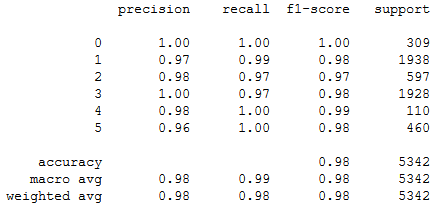 precision recall f1-score support
0 1.00 1.00 1.00 309
1 0.97 0.99 0.98 1938
2 0.98 0.97 0.97 597
3 1.00 0.97 0.98 1928
4 0.98 1.00 0.99 110
5 0.96 1.00 0.98 460
accuracy 0.98 5342
macro avg 0.98 0.99 0.98 5342
weighted avg 0.98 0.98 0.98 5342